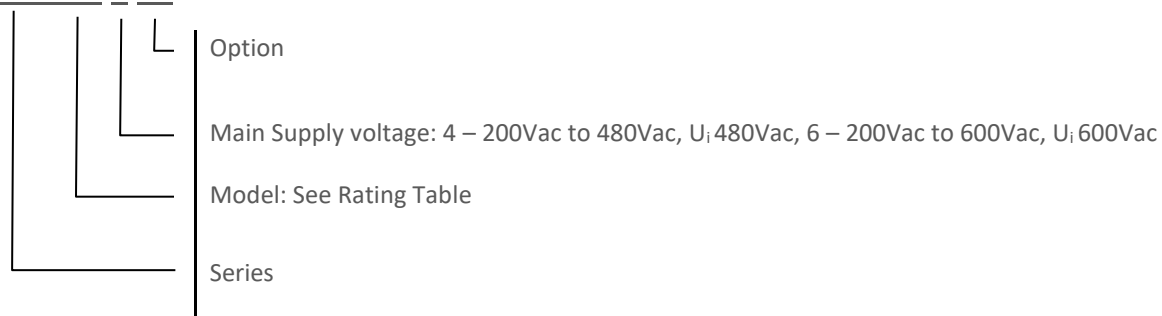 Option
Main Supply voltage: 4 – 200Vac to 480Vac, Ui 480Vac, 6 – 200Vac to 600Vac, Ui 600Vac
Model: See Rating Table
Series